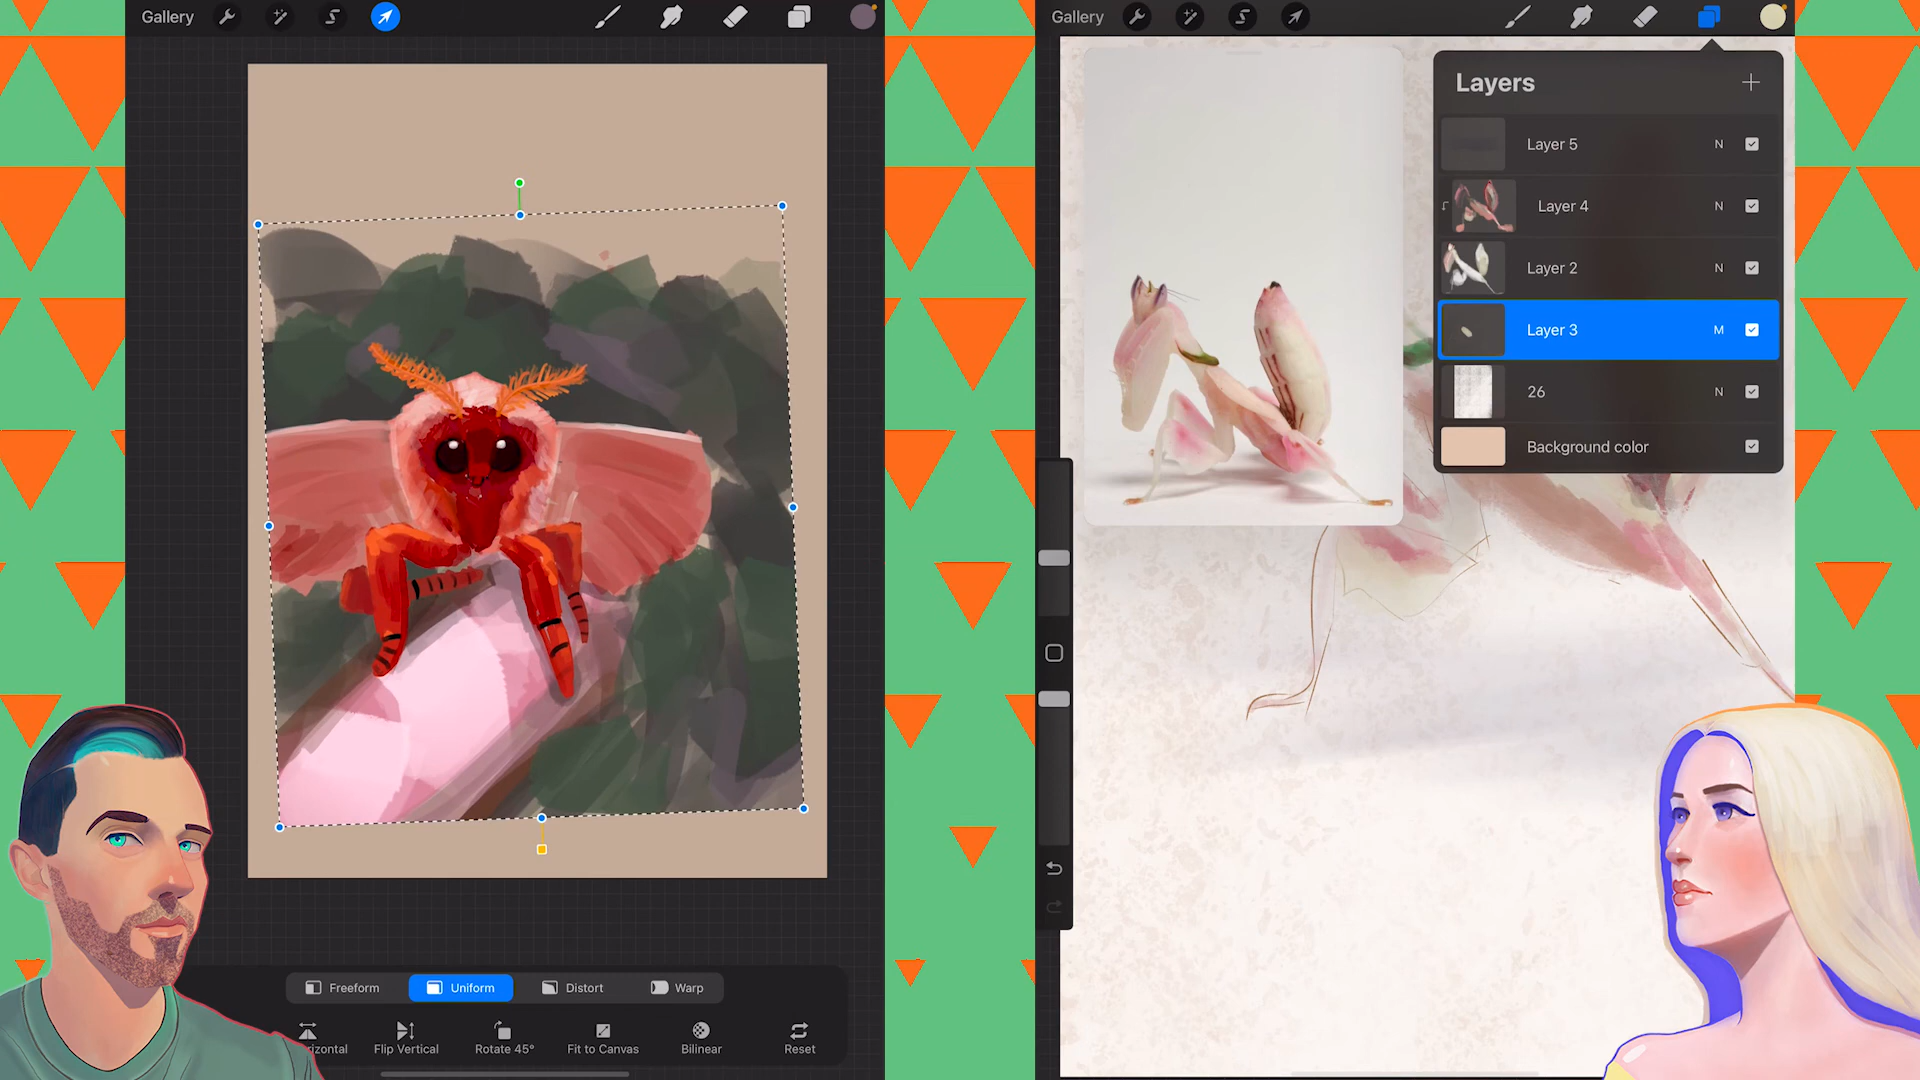 Gallery
Freeform
Uniform
Distort
Warp
rizontal
Flip Vertical
Rotate 45°
Fit to Canvas
Bilinear
Reset
Gallery
Layers
Layer 5 N
Layer 4 N
Layer 2 N
Layer 3 M
26 N
Background color